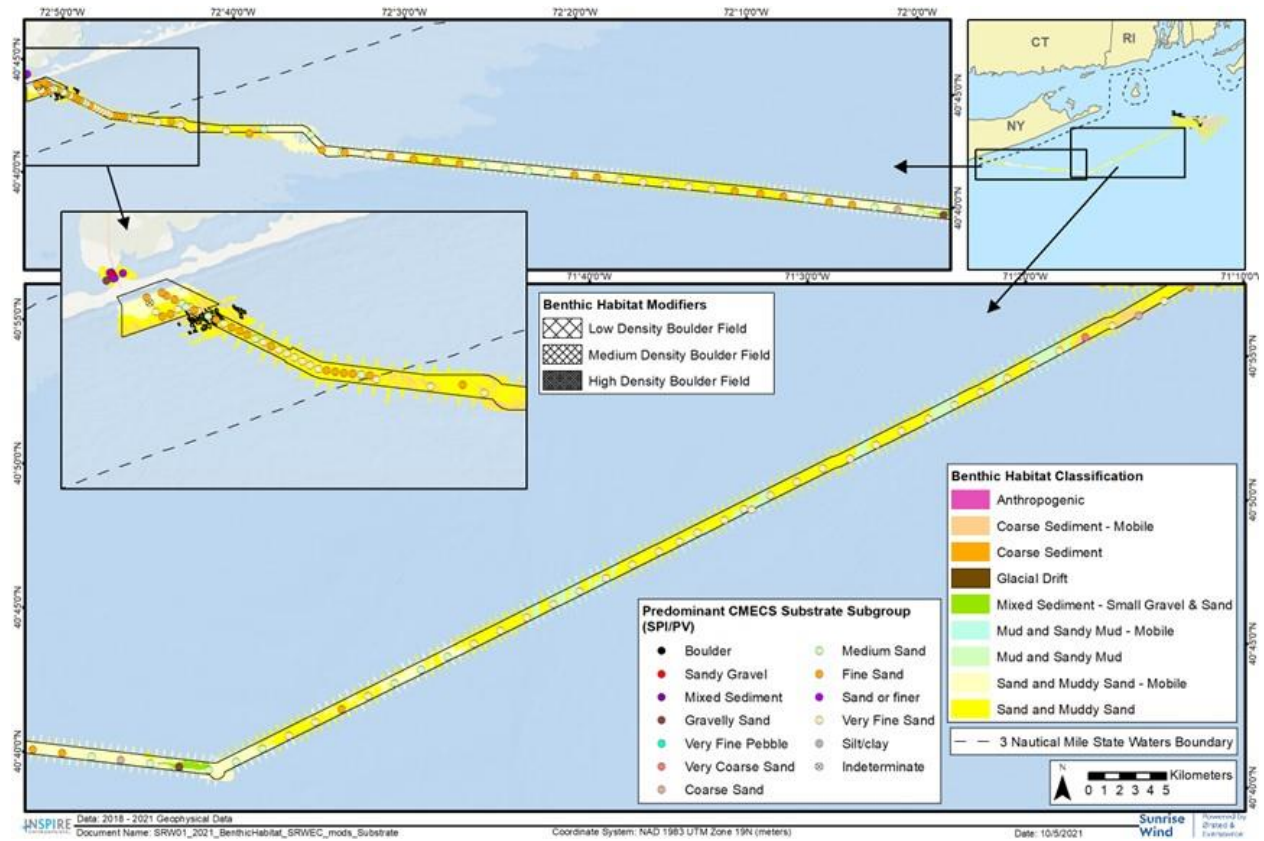 72°50'0"W 72°40'0"W 72°30'0"W 72°20'0"W 72°10'0"W 72°0'0"W
40°45'0"N
40°40'0"N
40°45'0"N
40°40'0"N
CT
RI
NY
71°40'0"W 71°30'0"W 71°20'0"W 71°10'0"W
Benthic Habitat Modifiers
Low Density Boulder Field
Medium Density Boulder Field
High Density Boulder Field
40°55'0"N
40°50'0"N
40°45'0"N
40°40'0"N
40°55'0"N
40°50'0"N
40°45'0"N
40°40'0"N
Predominant CMECS Substrate Subgroup
(SPI/PV)
Boulder
Sandy Gravel
Mixed Sediment
Gravelly Sand
Very Fine Pebble
Very Coarse Sand
Coarse Sand
Medium Sand
Fine Sand
Sand or finer
Very Fine Sand
Silt/clay
Indeterminate
Benthic Habitat Classification
Anthropogenic
Coarse Sediment - Mobile
Coarse Sediment
Glacial Drift
Mixed Sediment - Small Gravel & Sand
Mud and Sandy Mud - Mobile
Mud and Sandy Mud
Sand and Muddy Sand - Mobile
Sand and Muddy Sand
3 Nautical Mile State Waters Boundary
N
Kilometers
0 1 2 3 4 5
INSPIRE
Data: 2018 - 2021 Geophysical Data
Document Name: SRW01_2021_BenthicHabitat_SRWEC_mods_Substrate
Coordinate System: NAD 1983 UTM Zone 19N (meters)
Date: 10/5/2021
Sunrise
Wind
Powered by
Ørsted &
Eversource